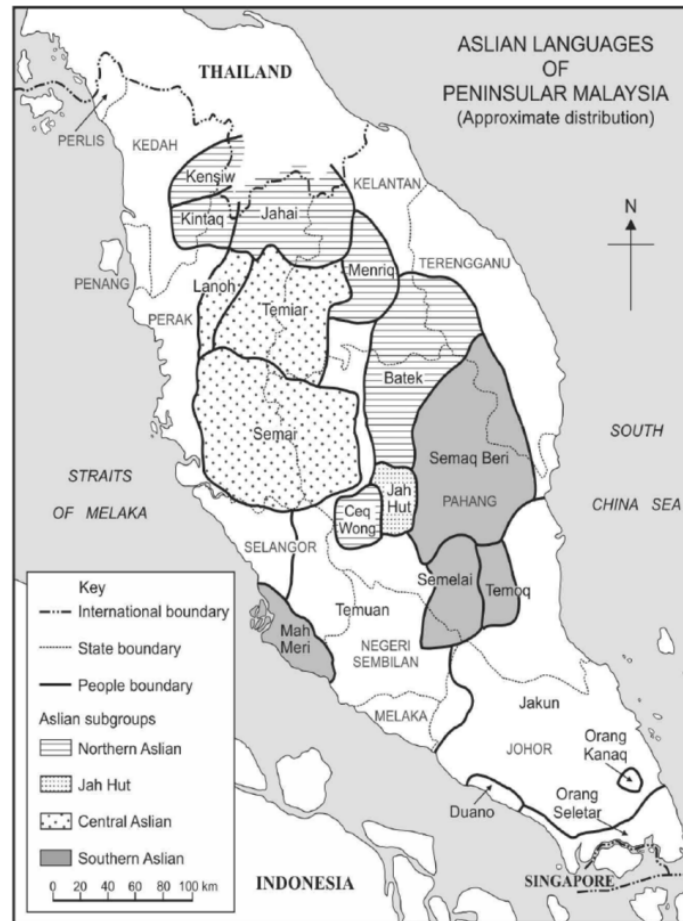 ASLIAN LANGUAGES
OF
PENINSULAR MALAYSIA
(Approximate distribution)
THAILAND
PERLIS
KEDAH
Kensiw
KELANTAN
Kintaq
Jahai
N
TERENGGANU
Menriq
PENANG
Lanoh
PERAK
Temiar
Batek
Semai
SOUTH
CHINA SEA
Semaq Beri
STRAITS
OF MELAKA
Jah
Hut
PAHANG
Ceq
Wong
SELANGOR
Semelai
Temoq
Temuan
Mah
Meri
NEGERI
SEMBILAN
Jakun
MELAKA
JOHOR
Orang
Kanaq
Duano
Orang
Seletar
SINGAPORE
INDONESIA
Key
International boundary
State boundary
People boundary
Aslian subgroups
Northern Aslian
Jah Hut
Central Aslian
Southern Aslian
0 20 40 60 80 100 km